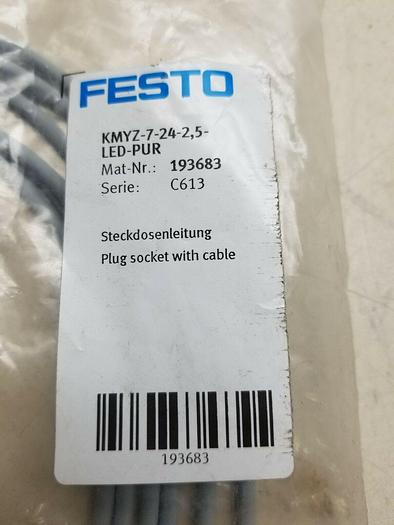 FESTO
KMYZ-7-24-2,5-
LED-PUR
Mat-Nr.: 193683
Serie: C613
Steckdosenleitung
Plug socket with cable
193683